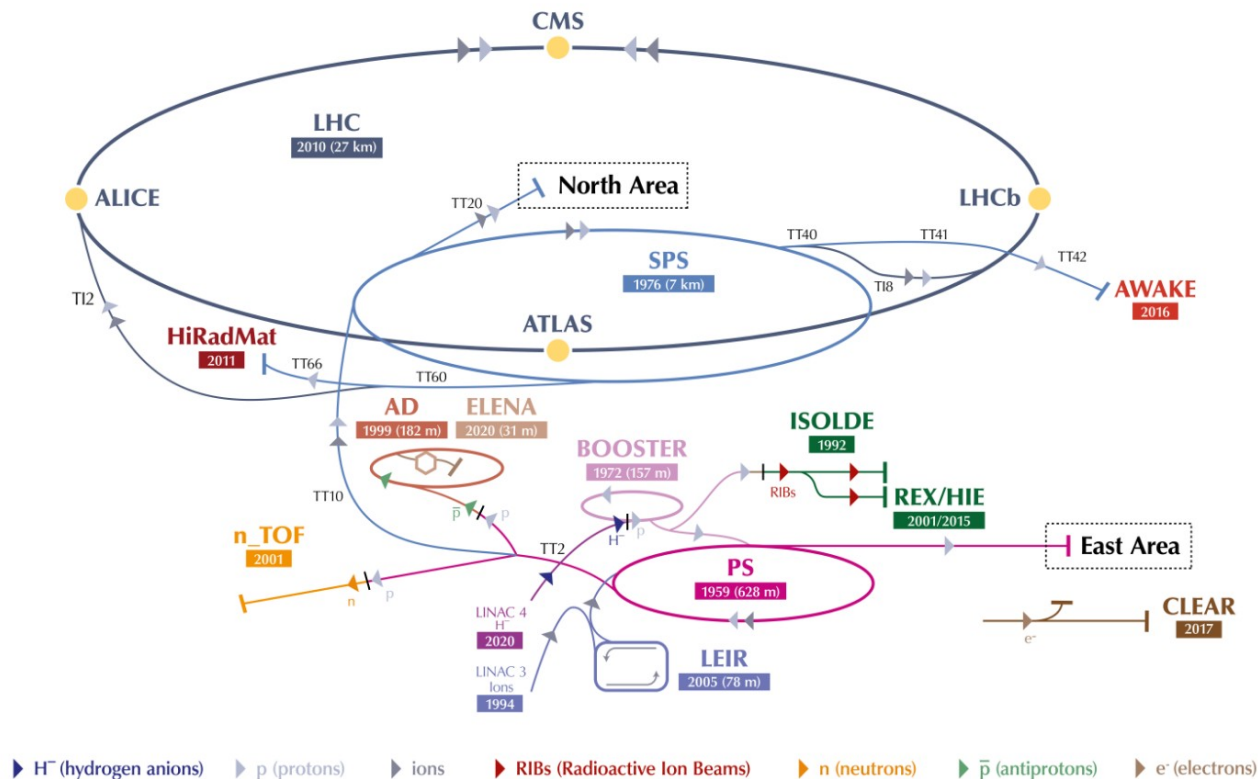 CMS
LHC
2010 (27 km)
North Area
ALICE
LHCb
TT20
TT40
TT41
TT42
SPS
1976 (7 km)
TI8
TI2
AWAKE
2016
ATLAS
HiRadMat
2011
TT66
TT60
AD
1999 (182 m)
ELENA
2020 (31 m)
ISOLDE
1992
BOOSTER
1972 (157 m)
RIBs
REX/HIE
2001/2015
TT10
p̅
p
H⁻
p
n_TOF
2001
TT2
East Area
PS
1959 (628 m)
n
p
LINAC 4
H⁻
2020
CLEAR
2017
e⁻
LEIR
2005 (78 m)
LINAC 3
Ions
1994
H⁻ (hydrogen anions)
p (protons)
ions
RIBs (Radioactive Ion Beams)
n (neutrons)
p̅ (antiprotons)
e⁻ (electrons)